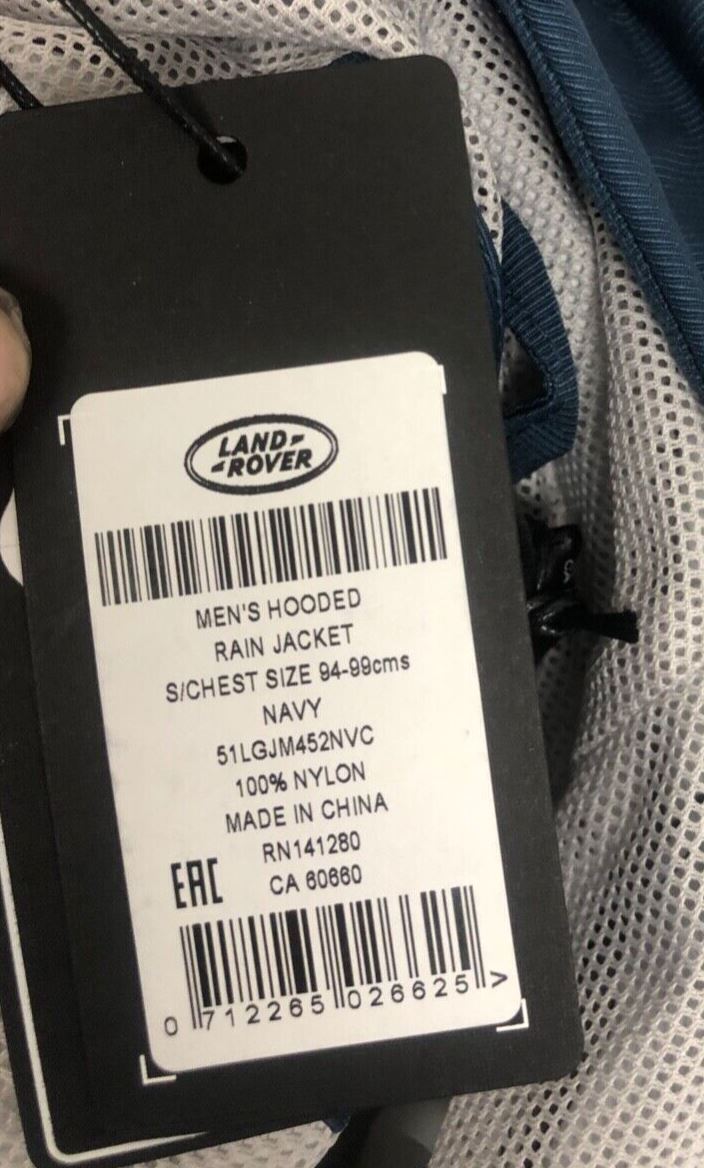 LAND-
-ROVER
MEN'S HOODED
RAIN JACKET
S/CHEST SIZE 94-99cms
NAVY
51LGJM452NVC
100% NYLON
MADE IN CHINA
RN141280
EAC CA 60660
0 712265 026625 >